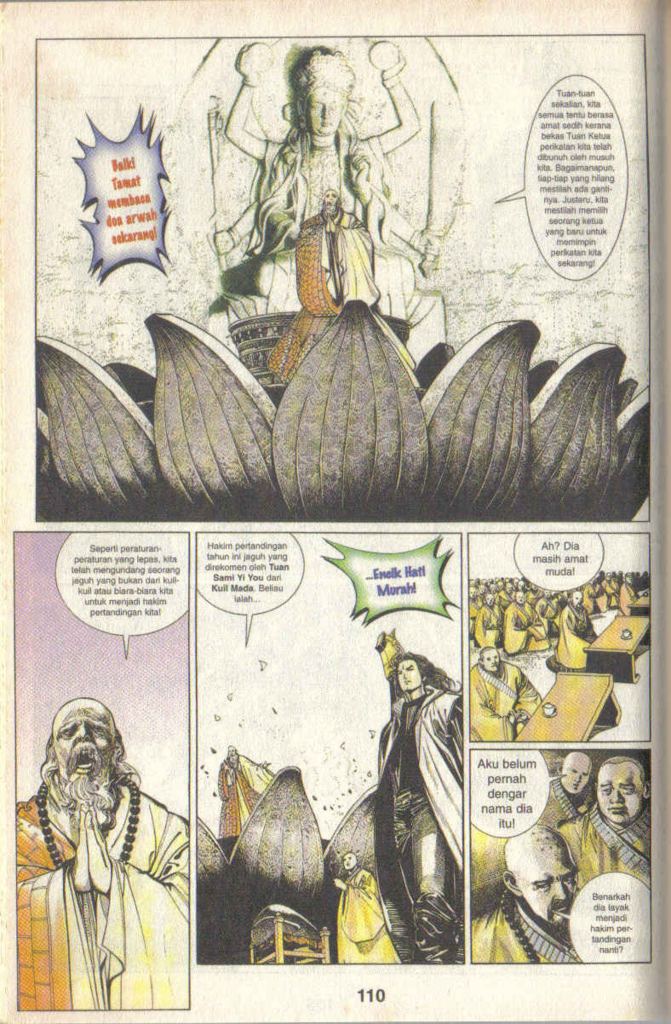 Baiki
Tamat
membaca
doa arwah
sekarang!
Tuan-tuan
sekalian, kita
semua tentu berasa
amat sedih kerana
bekas Tuan Ketua
perikatan kita telah
dibunuh oleh musuh
kita. Bagaimanapun,
tiap-tiap yang hilang
mestilah ada ganti-
nya. Justeru, kita
mestilah memilih
seorang ketua
yang baru untuk
memimpin
perikatan kita
sekarang!
Seperti peraturan-
peraturan yang lepas, kita
telah mengundang seorang
jaguh yang bukan dari kuil-
kuil atau biara-biara kita
untuk menjadi hakim
pertandingan kita!
Hakim pertandingan
tahun ini jaguh yang
direkomen oleh Tuan
Sami Yi You dari
Kuil Mada. Beliau
ialah...
...Encik Hati
Murah!
Ah? Dia
masih amat
muda!
Aku belum
pernah
dengar
nama dia
itu!
Benarkah
dia layak
menjadi
hakim per-
tandingan
nanti?
110